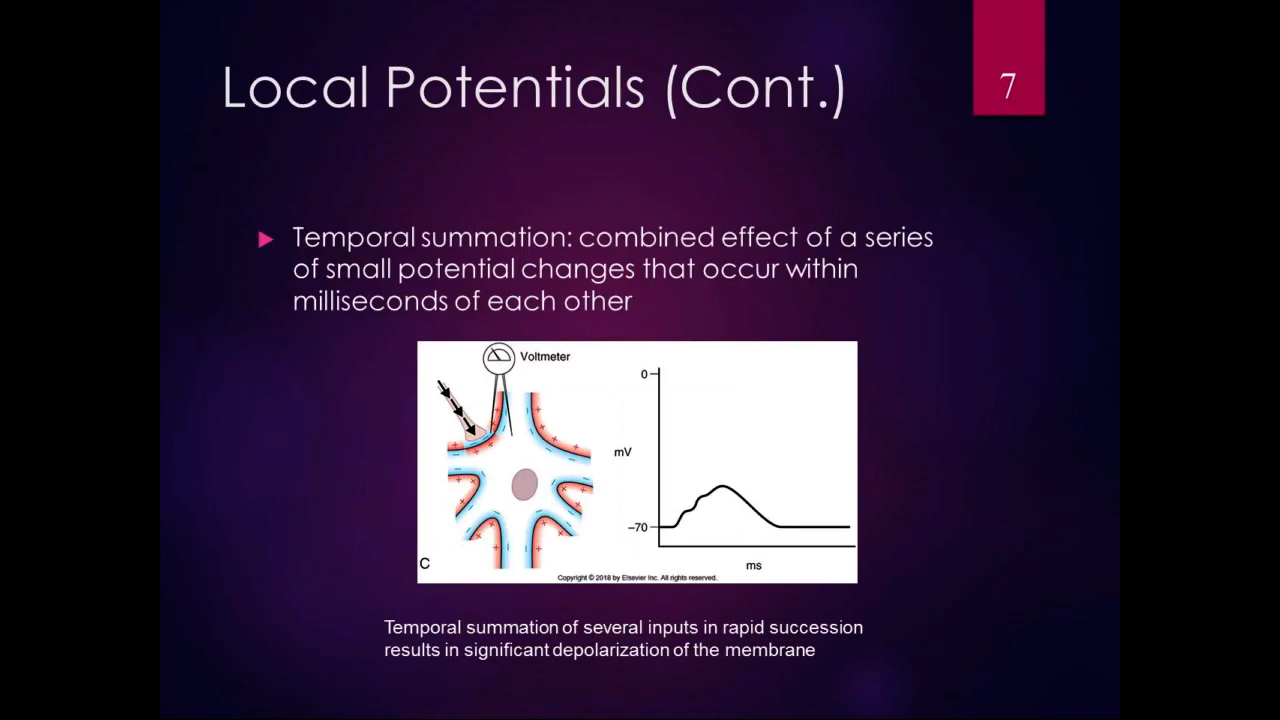 Local Potentials (Cont.)
7
Temporal summation: combined effect of a series
of small potential changes that occur within
milliseconds of each other
Voltmeter
0
mV
–70
C
ms
Copyright © 2018 by Elsevier Inc. All rights reserved.
Temporal summation of several inputs in rapid succession
results in significant depolarization of the membrane